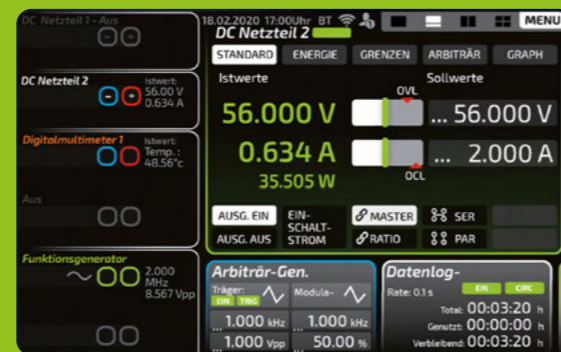 DC Netzteil 1 - Aus
18.02.2020 17:00Uhr BT
MENU
DC Netzteil 2
STANDARD ENERGIE GRENZEN ARBITRÄR GRAPH
DC Netzteil 2
Istwert:
56.00 V
0.634 A
Istwerte
Sollwerte
OVL
56.000 V
... 56.000 V
0.634 A
... 2.000 A
OCL
35.505 W
Digitalmultimeter 1
Istwert:
Temp.:
48.56°c
Aus
AUSG. EIN
AUSG. AUS
EIN-
SCHALT-
STROM
MASTER
RATIO
SER
PAR
Funktionsgenerator
2.000
MHz
8.567 Vpp
Arbiträr-Gen.
Träger:
EIN TRIG
Modula-
... 1.000 kHz
... 1.000 kHz
... 1.000 Vpp
... 50.00 %
Datenlog-
Rate: 0.1 s
EIN CIRC
Total: 00:03:20 h
Genutzt: 00:00:00 h
Verbleibend: 00:03:20 h